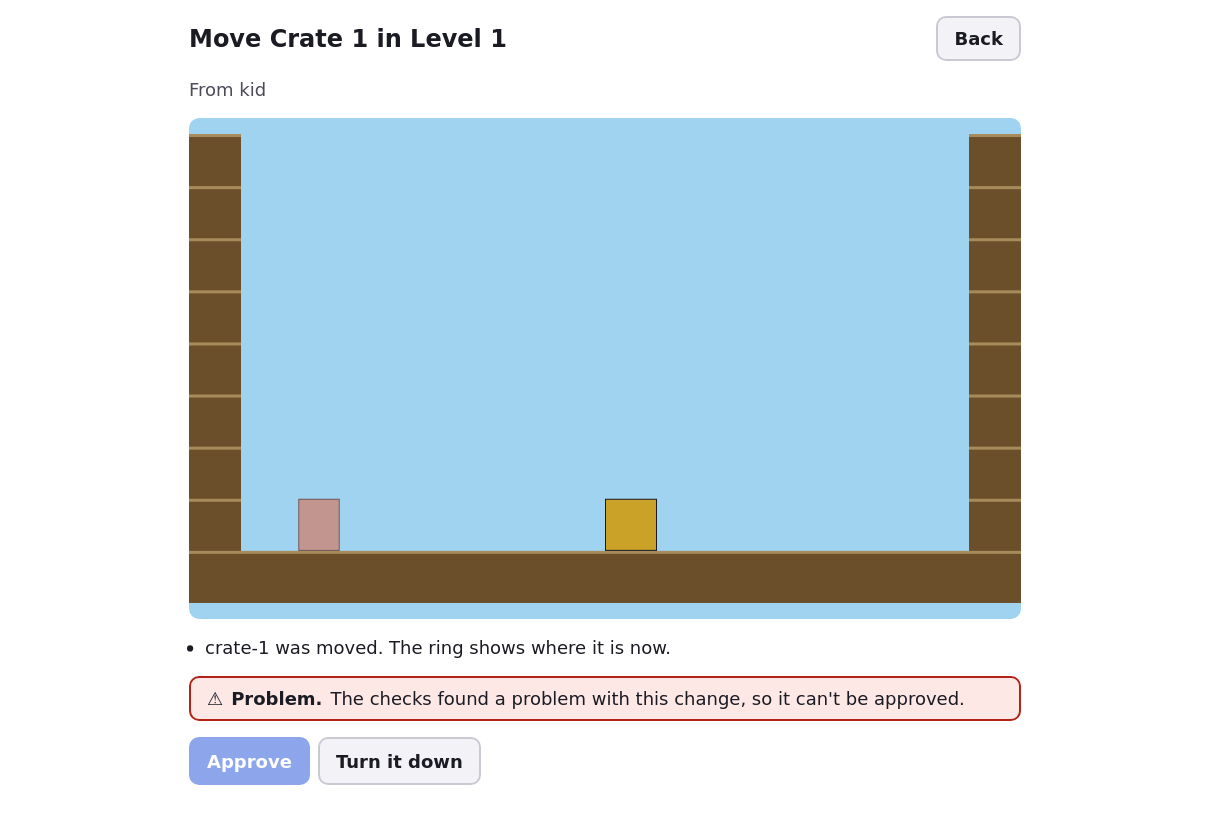 Move Crate 1 in Level 1
Back
From kid
crate-1 was moved. The ring shows where it is now.
⚠ Problem. The checks found a problem with this change, so it can't be approved.
Approve
Turn it down